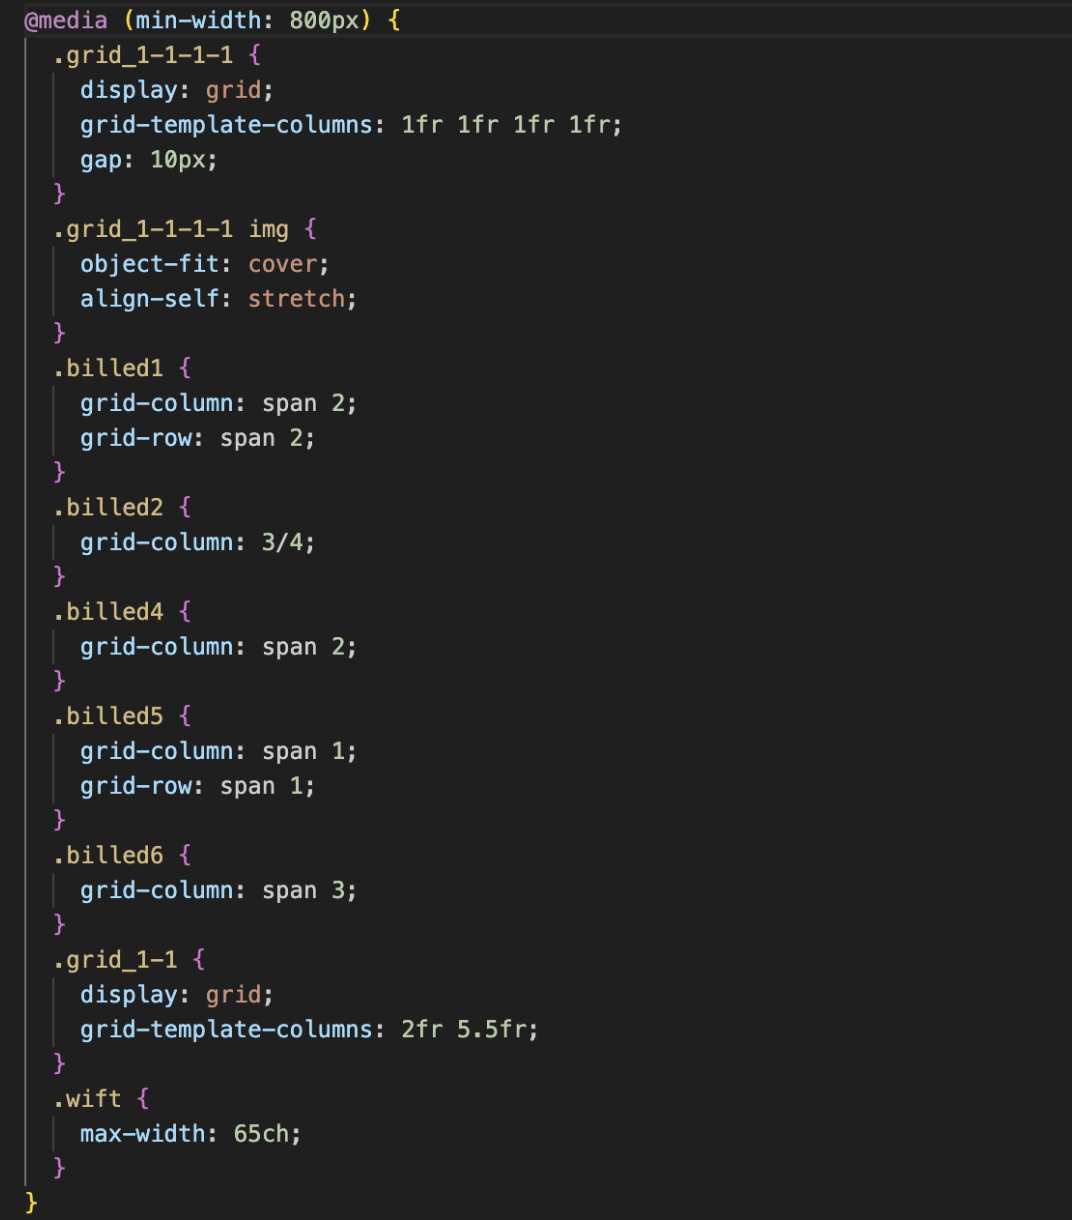 @media (min-width: 800px) {
.grid_1-1-1-1 {
display: grid;
grid-template-columns: 1fr 1fr 1fr 1fr;
gap: 10px;
}
.grid_1-1-1-1 img {
object-fit: cover;
align-self: stretch;
}
.billed1 {
grid-column: span 2;
grid-row: span 2;
}
.billed2 {
grid-column: 3/4;
}
.billed4 {
grid-column: span 2;
}
.billed5 {
grid-column: span 1;
grid-row: span 1;
}
.billed6 {
grid-column: span 3;
}
.grid_1-1 {
display: grid;
grid-template-columns: 2fr 5.5fr;
}
.wift {
max-width: 65ch;
}
}